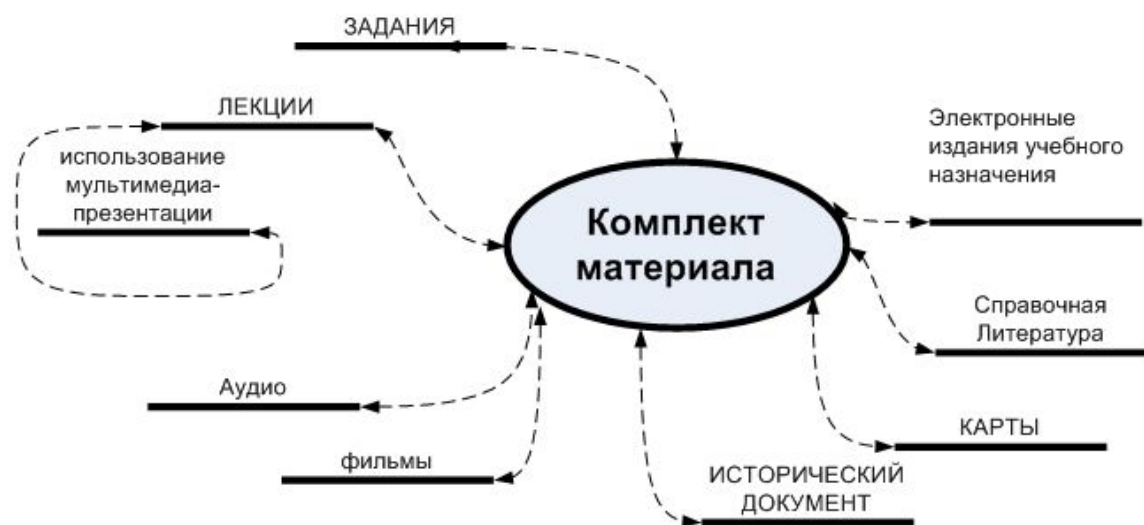 ЗАДАНИЯ
ЛЕКЦИИ
использование
мультимедиа-
презентации
Электронные
издания учебного
назначения
Комплект
материала
Справочная
Литература
Аудио
фильмы
КАРТЫ
ИСТОРИЧЕСКИЙ
ДОКУМЕНТ